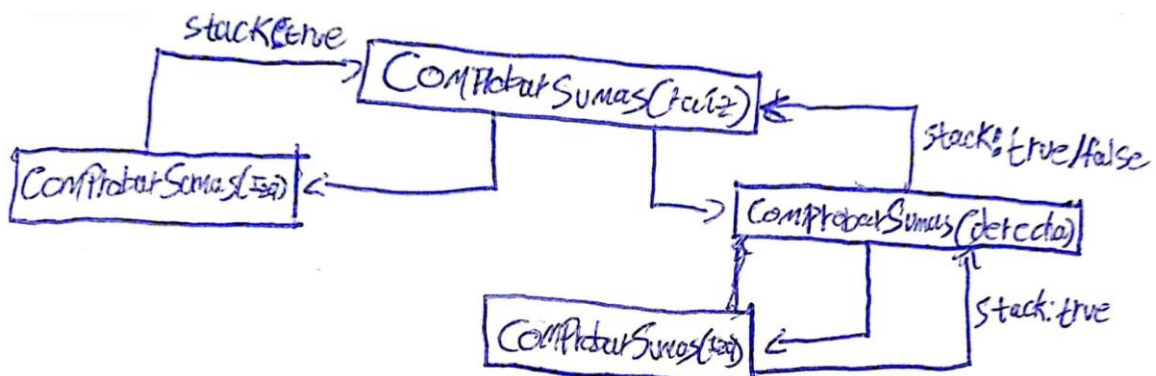 stack:true
ComprobarSumas(raiz)
stack:true/false
ComprobarSumas(Izq)
ComprobarSumas(derecha)
stack:true
ComprobarSumas(Izq)